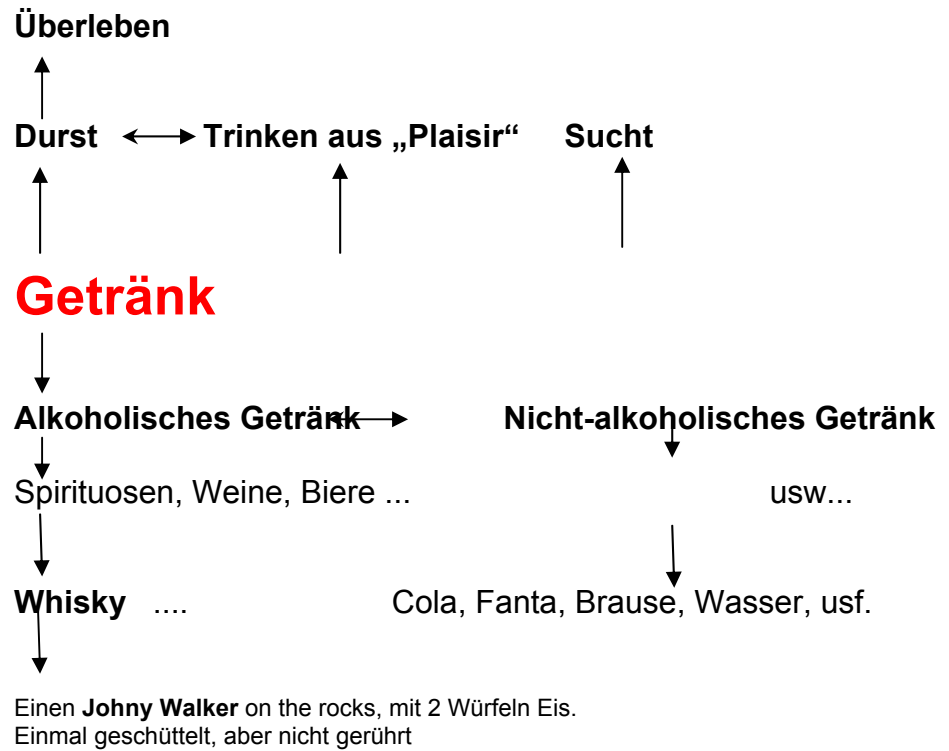 Überleben
Durst Trinken aus „Plaisir“ Sucht
Getränk
Alkoholisches Getränk Nicht-alkoholisches Getränk
Spirituosen, Weine, Biere ... usw...
Whisky .... Cola, Fanta, Brause, Wasser, usf.
Einen Johny Walker on the rocks, mit 2 Würfeln Eis.
Einmal geschüttelt, aber nicht gerührt